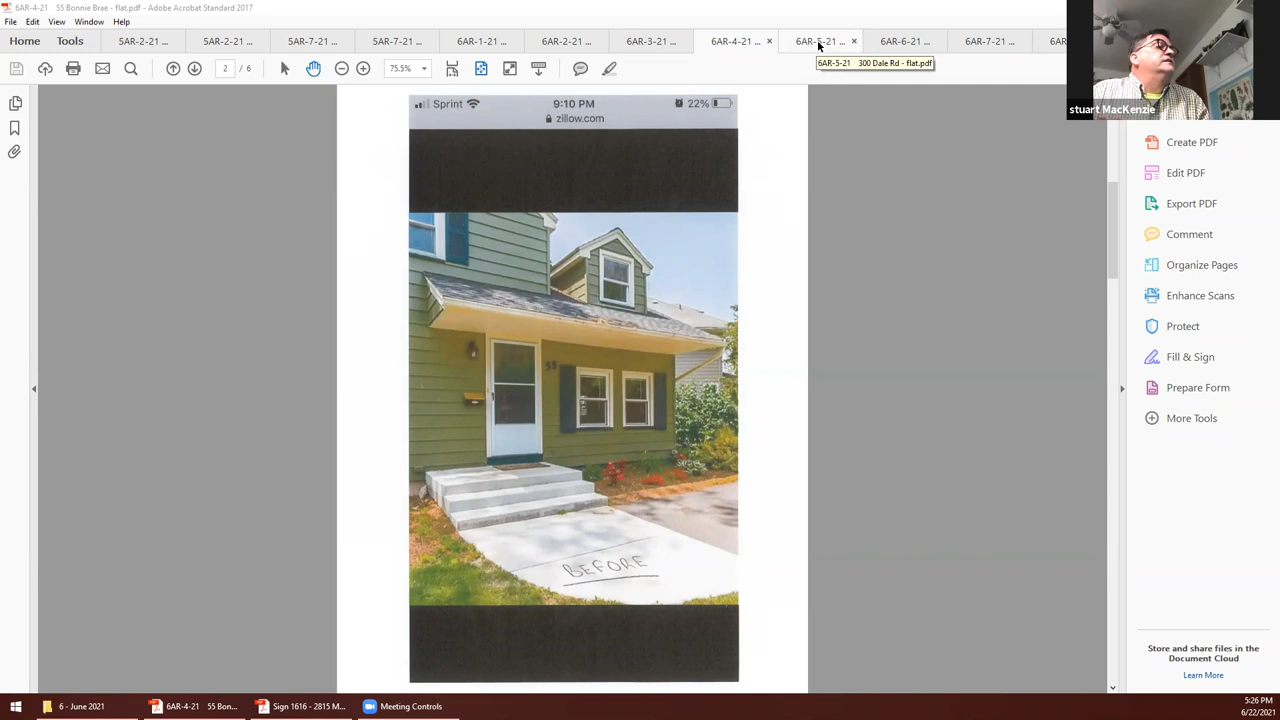 6AR-4-21    55 Bonnie Brae - flat.pdf - Adobe Acrobat Standard 2017
File Edit View Window Help
Home Tools 5AR-2-21 ... 5AR-2-21 ... 5AR-7-21 ... 5AR-7-21 ... 6AR-1-21 ... 6AR-2-21 ... 6AR-3-21 ... 6AR-4-21 ... × 6AR-5-21 ... × 6AR-6-21 ... 6AR-7-21 ... 6AR
2 / 6 75.5%
6AR-5-21    300 Dale Rd - flat.pdf
stuart MacKenzie
Sprint 9:10 PM 22%
zillow.com
55
BEFORE
Create PDF
Edit PDF
Export PDF
Comment
Organize Pages
Enhance Scans
Protect
Fill & Sign
Prepare Form
More Tools
Store and share files in the
Document Cloud
Learn More
6 - June 2021 6AR-4-21    55 Bon... Sign 1616 - 2815 M... Meeting Controls
5:26 PM
6/22/2021